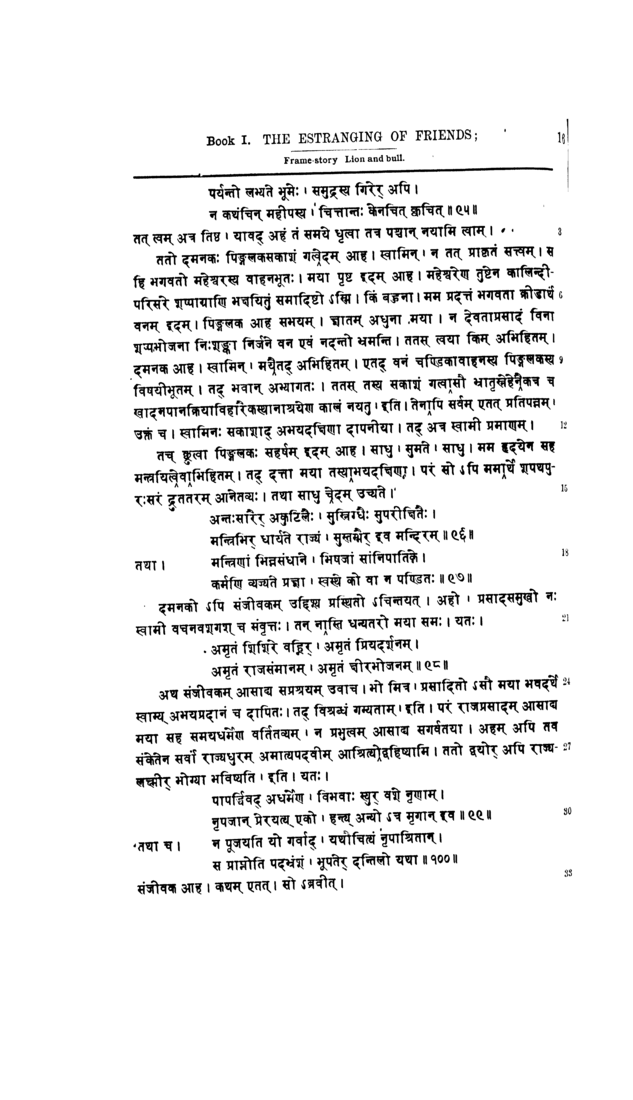 Book I. THE ESTRANGING OF FRIENDS;
Frame-story Lion and bull.
पर्यन्तो लभ्यते भूमेः । समुद्रस्य गिरेर् अपि ।
न कथंचिन् महीपस्य । चित्तान्तः केनचित् क्वचित् ॥ ९५॥
तत् त्वम् अत्र तिष्ठ । यावद् अहं तं समये धृत्वा तत्र पश्चान् नयामि त्वाम् । 3
ततो दमनकः पिङ्गलकसकाशं गत्वेदम् आह । स्वामिन् । न तत् प्राकृतं सत्त्वम् । स
हि भगवतो महेश्वरस्य वाहनभूतः । मया पृष्ट इदम् आह । महेश्वरेण तुष्टेन कालिन्दी-
परिसरे शष्पाग्राणि भक्षयितुं समादिष्टो ऽस्मि । किं बहुना । मम प्रदत्तं भगवता क्रीडार्थं 6
वनम् इदम् । पिङ्गलक आह सभयम् । ज्ञातम् अधुना मया । न देवताप्रसादं विना
शष्पभोजना निःशङ्का निर्जने वन एवं नदन्तो भ्रमन्ति । ततस् त्वया किम् अभिहितम् ।
दमनक आह । स्वामिन् । मयैतद् अभिहितम् । एतद् वनं चण्डिकावाहनस्य पिङ्गलकस्य 9
विषयीभूतम् । तद् भवान् अभ्यागतः । ततस् तस्य सकाशं गत्वासौ भ्रातृस्नेहेनैकत्र च
खादनपानक्रियाविहारैकस्थानाश्रयेण कालं नयतु । इति । तेनापि सर्वम् एतत् प्रतिपन्नम् ।
उक्तं च । स्वामिनः सकाशाद् अभयदक्षिणा दापनीया । तद् अत्र स्वामी प्रमाणम् । 12
तच् छ्रुत्वा पिङ्गलकः सहर्षम् इदम् आह । साधु । सुमते । साधु । मम हृदयेन सह
मन्त्रयित्वेवाभिहितम् । तद् दत्ता मया तस्याभयदक्षिणा । परं सो ऽपि ममार्थे शपथपु-
रःसरं द्रुततरम् आनेतव्यः । तथा साधु चेदम् उच्यते । 15
अन्तःसारैर् अकुटिलैः । सुस्निग्धैः सुपरीक्षितैः ।
मन्त्रिभिर् धार्यते राज्यं । सुस्तम्भैर् इव मन्दिरम् ॥ ९६॥
तथा । मन्त्रिणां भिन्नसंधाने । भिषजां सांनिपातिके । 18
कर्मणि व्यज्यते प्रज्ञा । स्वस्थे को वा न पण्डितः ॥ ९७॥
दमनको ऽपि संजीवकम् उद्दिश्य प्रस्थितो ऽचिन्तयत् । अहो । प्रसादसमुखो नः
स्वामी वचनवशगश् च संवृत्तः । तन् नास्ति धन्यतरो मया समः । यतः । 21
अमृतं शिशिरे वह्निर् । अमृतं प्रियदर्शनम् ।
अमृतं राजसंमानम् । अमृतं क्षीरभोजनम् ॥ ९८॥
अथ संजीवकम् आसाद्य सप्रश्रयम् उवाच । भो मित्र । प्रसादितो ऽसौ मया भवदर्थे 24
स्वाम्य् अभयप्रदानं च दापितः । तद् विश्रब्धं गम्यताम् । इति । परं राजप्रसादम् आसाद्य
मया सह समयधर्मेण वर्तितव्यम् । न प्रभुत्वम् आसाद्य सगर्वतया । अहम् अपि तव
संकेतेन सर्वां राज्यधुरम् अमात्यपदवीम् आश्रित्योद्वहिष्यामि । ततो द्वयोर् अपि राज्य- 27
लक्ष्मीर् भोग्या भविष्यति । इति । यतः ।
पापर्द्धिवद् अधर्मेण । विभवाः स्युर् वशे नृणाम् ।
नृपजान् प्रेरयत्य् एको । हन्त्य् अन्यो ऽत्र मृगान् इव ॥ ९९॥ 30
तथा च । न पूजयति यो गर्वाद् । यथौचित्यं नृपाश्रितान् ।
स प्राप्नोति पदभ्रंशं । भूपतेर् दन्तिलो यथा ॥ १००॥
संजीवक आह । कथम् एतत् । सो ऽब्रवीत् । 33